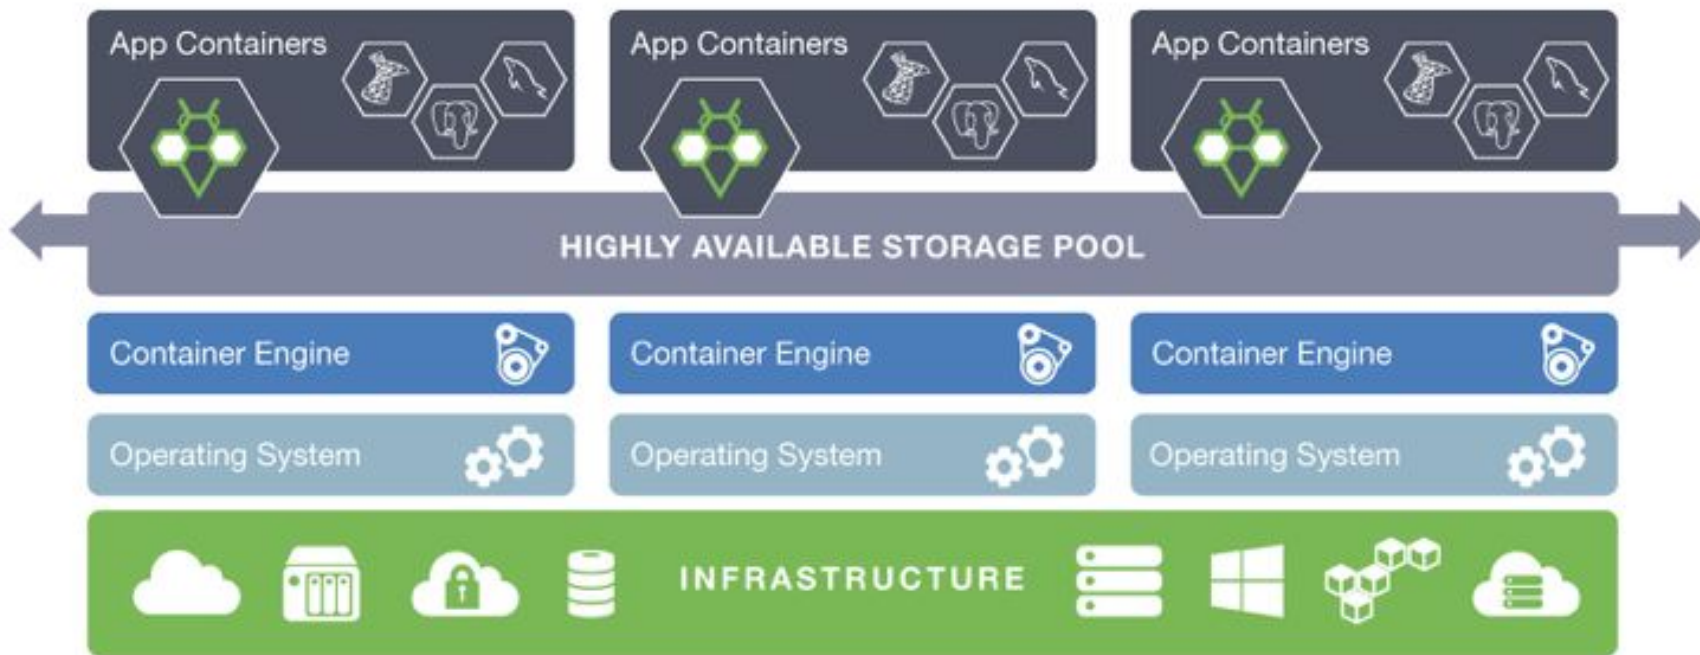 App Containers
App Containers
App Containers
HIGHLY AVAILABLE STORAGE POOL
Container Engine
Container Engine
Container Engine
Operating System
Operating System
Operating System
INFRASTRUCTURE